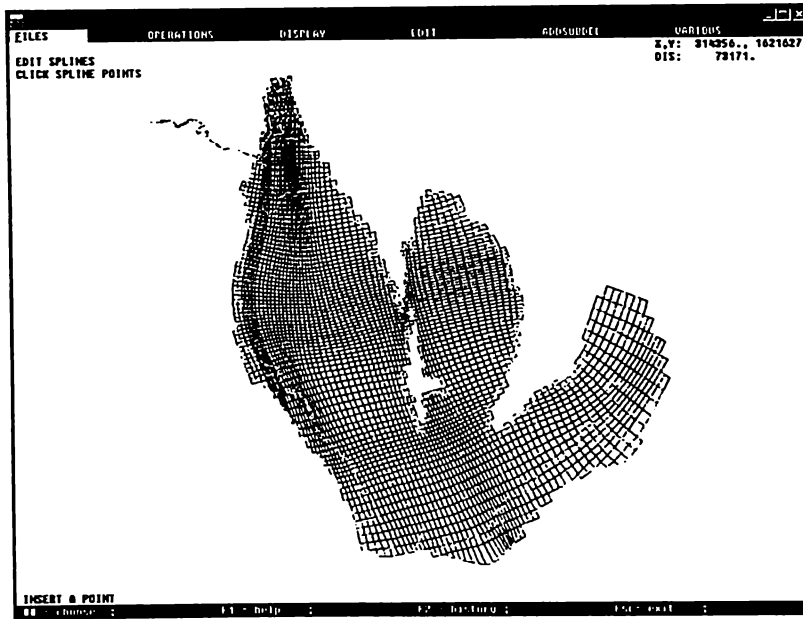 FILES OPERATIONS DISPLAY EDIT ADDSUBDEL VARIOUS
X,Y: 314356., 1621627
DIS: 73171.
EDIT SPLINES
CLICK SPLINE POINTS
INSERT A POINT
- choose ; F1 - help ; F2 - history ; Esc- exit ;